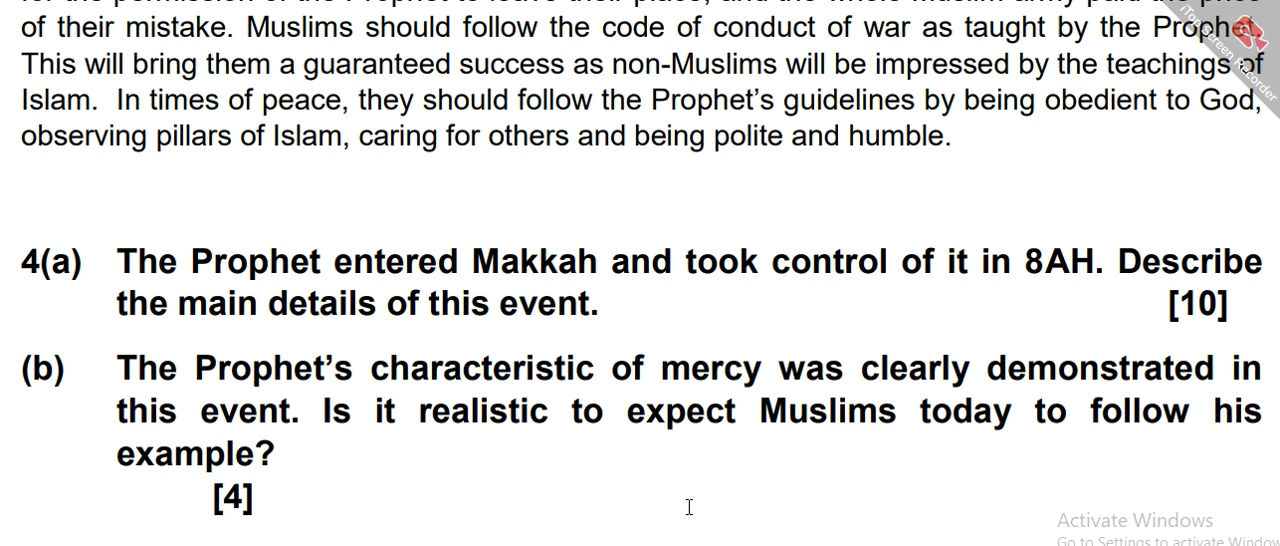 of their mistake. Muslims should follow the code of conduct of war as taught by the Prophet.
This will bring them a guaranteed success as non-Muslims will be impressed by the teachings of
Islam. In times of peace, they should follow the Prophet's guidelines by being obedient to God,
observing pillars of Islam, caring for others and being polite and humble.
4(a) The Prophet entered Makkah and took control of it in 8AH. Describe
the main details of this event. [10]
(b) The Prophet's characteristic of mercy was clearly demonstrated in
this event. Is it realistic to expect Muslims today to follow his
example?
[4]
iTop Screen Recorder
Activate Windows
Go to Settings to activate Window